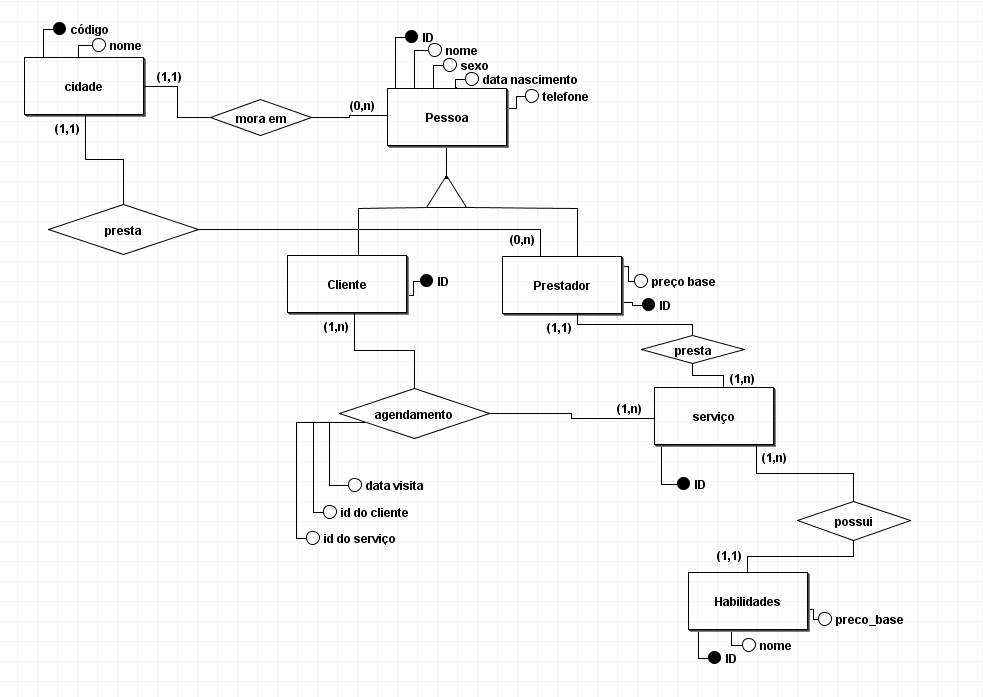 código
nome
cidade
(1,1)
(1,1)
mora em
(0,n)
ID
nome
sexo
data nascimento
telefone
Pessoa
presta
(0,n)
Cliente
ID
(1,n)
Prestador
preço base
ID
(1,1)
presta
(1,n)
agendamento
(1,n)
serviço
data visita
id do cliente
id do serviço
ID
(1,n)
possui
(1,1)
Habilidades
preco_base
nome
ID